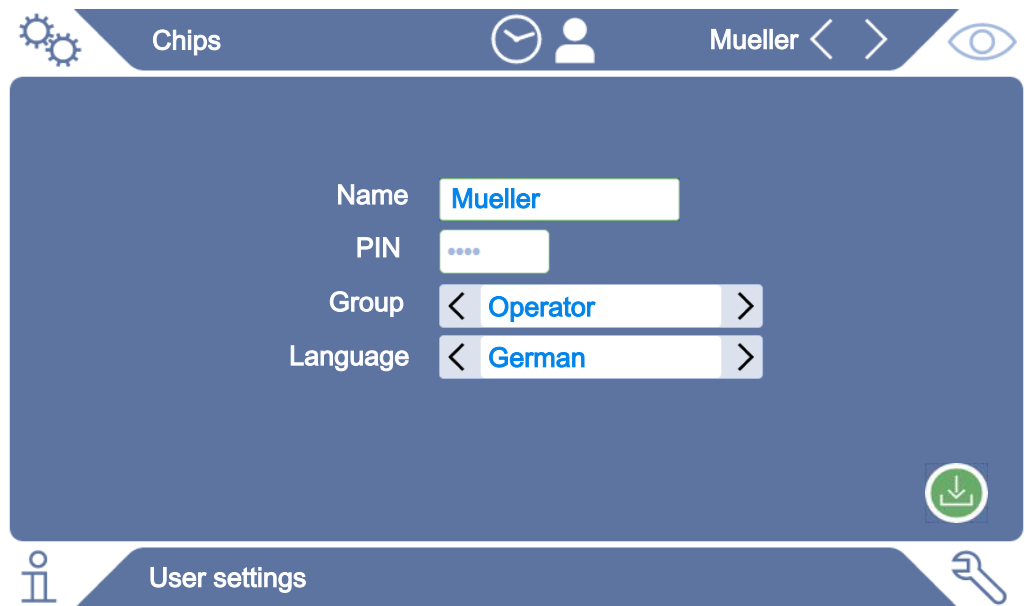 Chips
Mueller
Name Mueller
PIN ••••
Group Operator
Language German
User settings